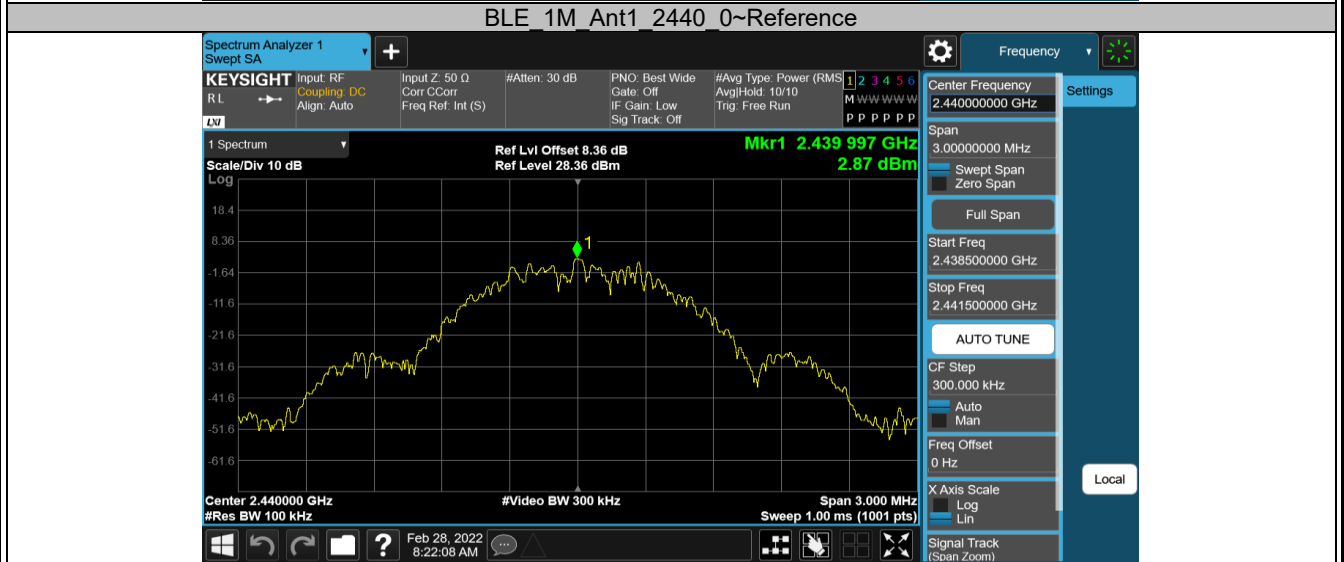 BLE_1M_Ant1_2440_0~Reference
Spectrum Analyzer 1
Swept SA
Frequency
KEYSIGHT
RL
LXI
Input: RF
Coupling: DC
Align: Auto
Input Z: 50 Ω
Corr CCorr
Freq Ref: Int (S)
#Atten: 30 dB
PNO: Best Wide
Gate: Off
IF Gain: Low
Sig Track: Off
#Avg Type: Power (RMS
Avg|Hold: 10/10
Trig: Free Run
1 2 3 4 5 6
M W W W W W
P P P P P P
1 Spectrum
Scale/Div 10 dB
Log
Ref Lvl Offset 8.36 dB
Ref Level 28.36 dBm
Mkr1 2.439 997 GHz
2.87 dBm
18.4
8.36
-1.64
-11.6
-21.6
-31.6
-41.6
-51.6
-61.6
1
Center 2.440000 GHz
#Res BW 100 kHz
#Video BW 300 kHz
Span 3.000 MHz
Sweep 1.00 ms (1001 pts)
Feb 28, 2022
8:22:08 AM
?
Center Frequency
2.440000000 GHz
Span
3.00000000 MHz
Swept Span
Zero Span
Full Span
Start Freq
2.438500000 GHz
Stop Freq
2.441500000 GHz
AUTO TUNE
CF Step
300.000 kHz
Auto
Man
Freq Offset
0 Hz
X Axis Scale
Log
Lin
Signal Track
(Span Zoom)
Settings
Local